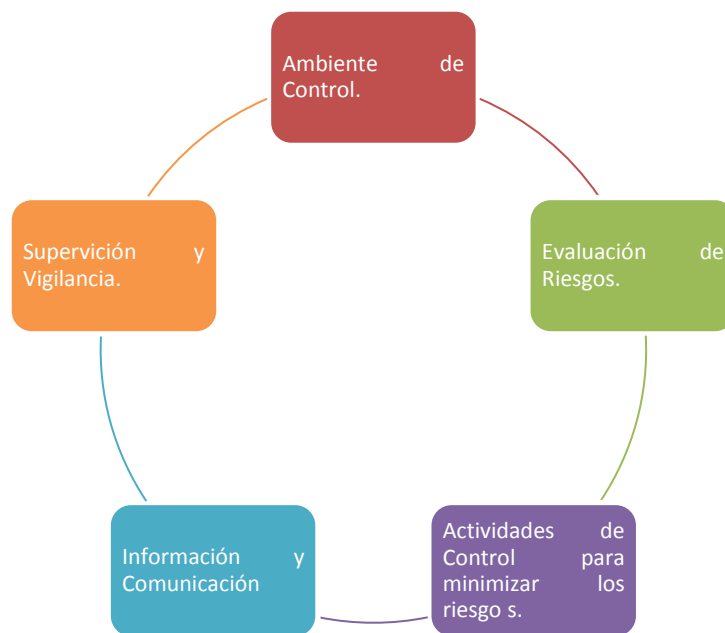 Ambiente de
Control.
Evaluación de
Riesgos.
Actividades de
Control para
minimizar los
riesgo s.
Información y
Comunicación
Supervición y
Vigilancia.